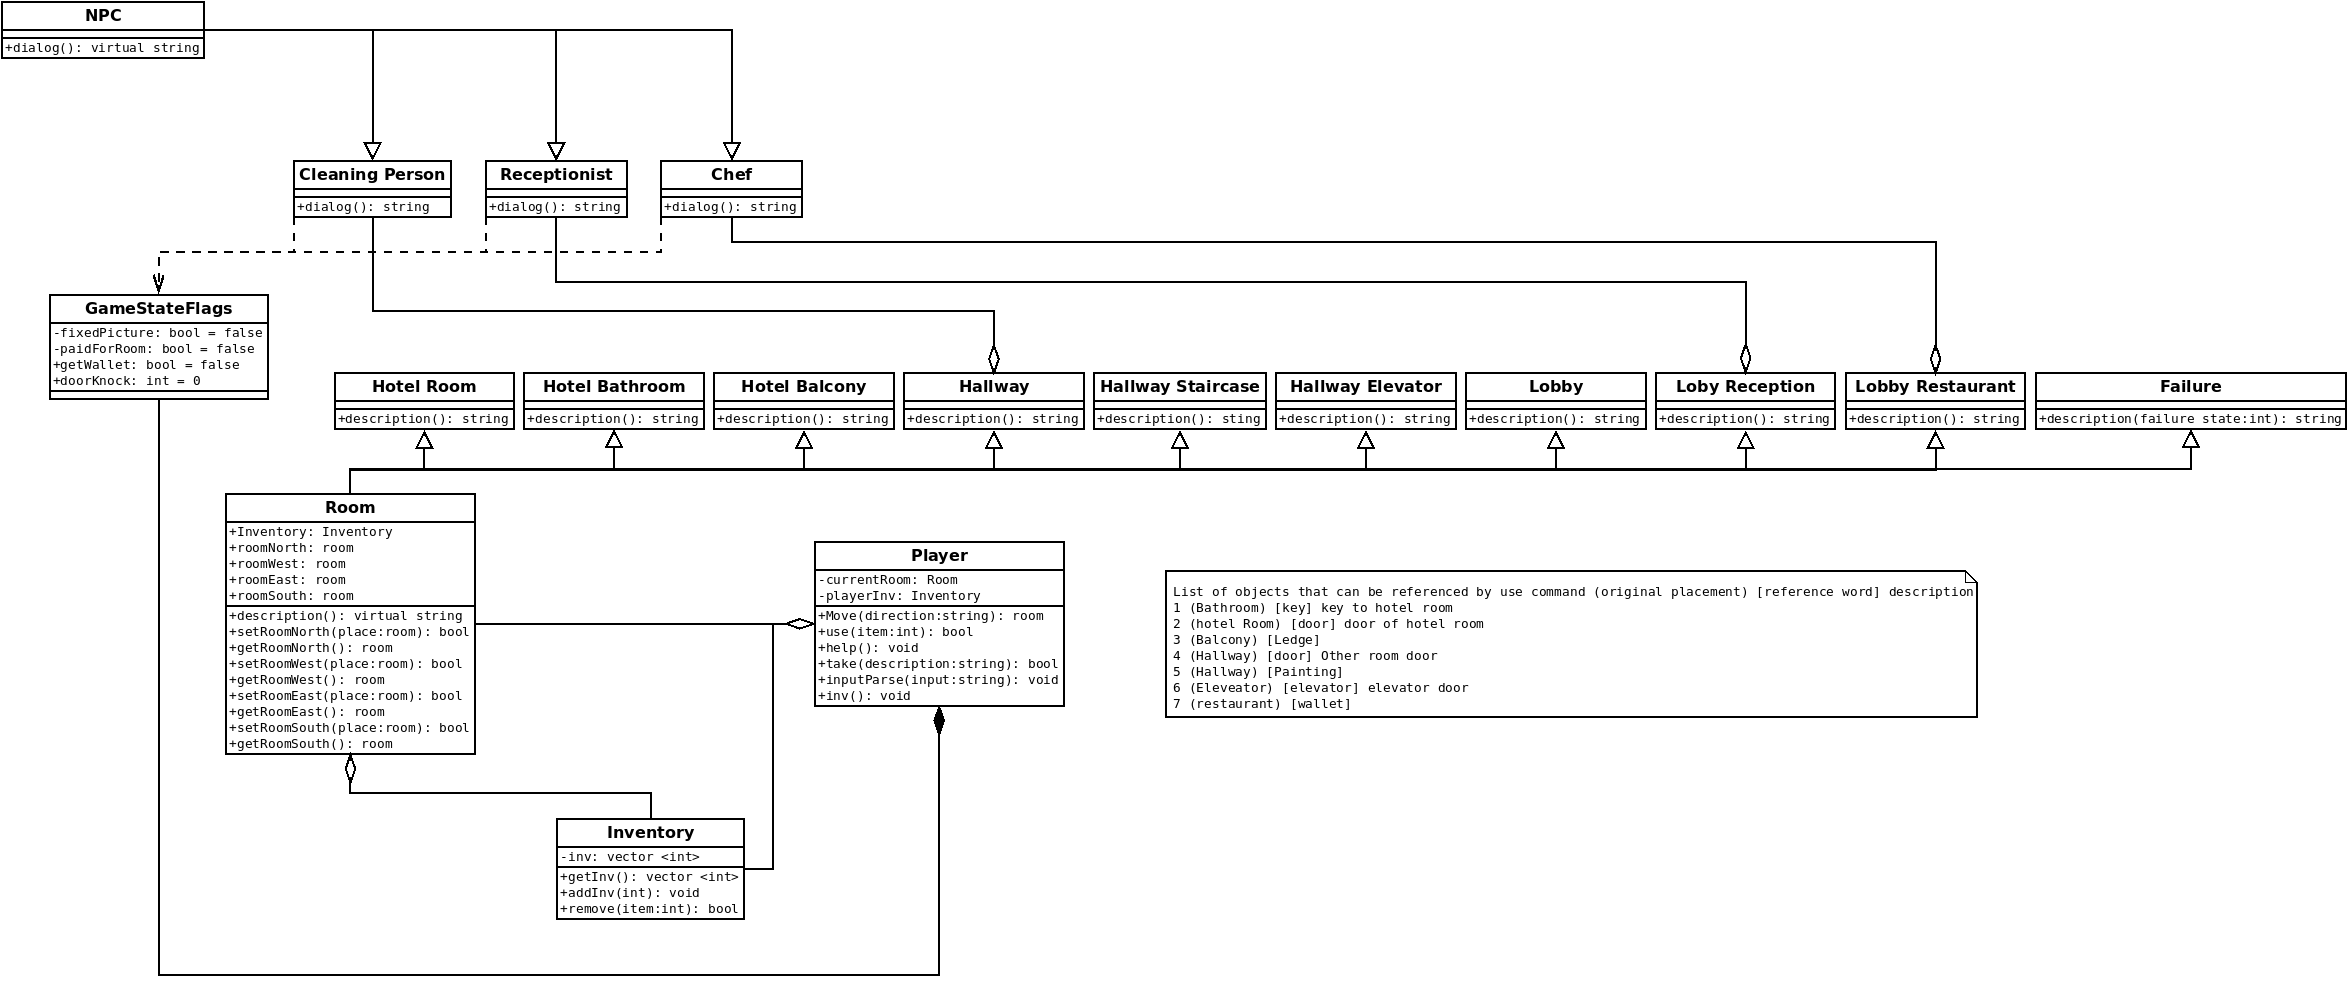 NPC
+dialog(): virtual string
Cleaning Person
+dialog(): string
Receptionist
+dialog(): string
Chef
+dialog(): string
GameStateFlags
-fixedPicture: bool = false
-paidForRoom: bool = false
+getWallet: bool = false
+doorKnock: int = 0
Hotel Room
+description(): string
Hotel Bathroom
+description(): string
Hotel Balcony
+description(): string
Hallway
+description(): string
Hallway Staircase
+description(): sting
Hallway Elevator
+description(): string
Lobby
+description(): string
Loby Reception
+description(): string
Lobby Restaurant
+description(): string
Failure
+description(failure state:int): string
Room
+Inventory: Inventory
+roomNorth: room
+roomWest: room
+roomEast: room
+roomSouth: room
+description(): virtual string
+setRoomNorth(place:room): bool
+getRoomNorth(): room
+setRoomWest(place:room): bool
+getRoomWest(): room
+setRoomEast(place:room): bool
+getRoomEast(): room
+setRoomSouth(place:room): bool
+getRoomSouth(): room
Player
-currentRoom: Room
-playerInv: Inventory
+Move(direction:string): room
+use(item:int): bool
+help(): void
+take(description:string): bool
+inputParse(input:string): void
+inv(): void
List of objects that can be referenced by use command (original placement) [reference word] description
1 (Bathroom) [key] key to hotel room
2 (hotel Room) [door] door of hotel room
3 (Balcony) [Ledge]
4 (Hallway) [door] Other room door
5 (Hallway) [Painting]
6 (Eleveator) [elevator] elevator door
7 (restaurant) [wallet]
Inventory
-inv: vector <int>
+getInv(): vector <int>
+addInv(int): void
+remove(item:int): bool